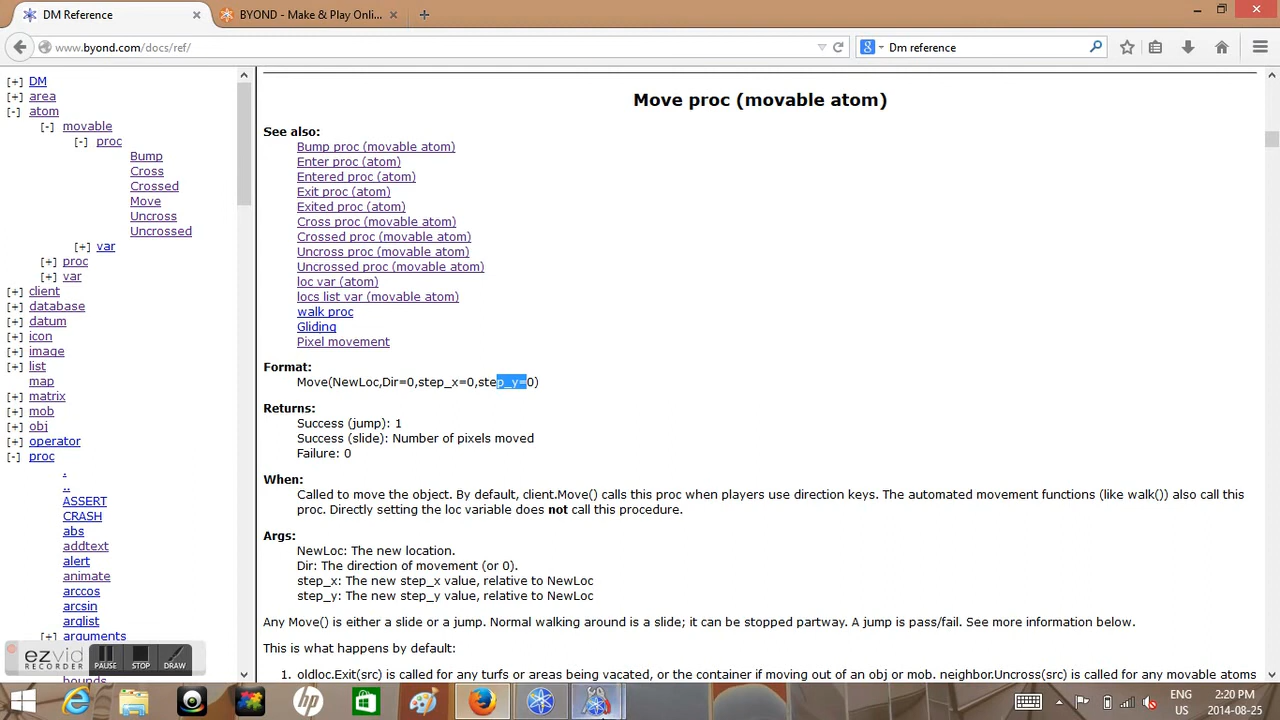 DM Reference
BYOND - Make & Play Onli...
www.byond.com/docs/ref/
Dm reference
[+] DM
[+] area
[-] atom
[-] movable
[-] proc
Bump
Cross
Crossed
Move
Uncross
Uncrossed
[+] var
[+] proc
[+] var
[+] client
[+] database
[+] datum
[+] icon
[+] image
[+] list
map
[+] matrix
[+] mob
[+] obj
[+] operator
[-] proc
.
..
ASSERT
CRASH
abs
addtext
alert
animate
arccos
arcsin
arglist
[+] arguments
bounds
Move proc (movable atom)
See also:
Bump proc (movable atom)
Enter proc (atom)
Entered proc (atom)
Exit proc (atom)
Exited proc (atom)
Cross proc (movable atom)
Crossed proc (movable atom)
Uncross proc (movable atom)
Uncrossed proc (movable atom)
loc var (atom)
locs list var (movable atom)
walk proc
Gliding
Pixel movement
Format:
Move(NewLoc,Dir=0,step_x=0,step_y=0)
Returns:
Success (jump): 1
Success (slide): Number of pixels moved
Failure: 0
When:
Called to move the object. By default, client.Move() calls this proc when players use direction keys. The automated movement functions (like walk()) also call this
proc. Directly setting the loc variable does not call this procedure.
Args:
NewLoc: The new location.
Dir: The direction of movement (or 0).
step_x: The new step_x value, relative to NewLoc
step_y: The new step_y value, relative to NewLoc
Any Move() is either a slide or a jump. Normal walking around is a slide; it can be stopped partway. A jump is pass/fail. See more information below.
This is what happens by default:
1. oldloc.Exit(src) is called for any turfs or areas being vacated, or the container if moving out of an obj or mob. neighbor.Uncross(src) is called for any movable atoms
ezvid
RECORDER
PAUSE
STOP
DRAW
hp
ENG
US
2:20 PM
2014-08-25